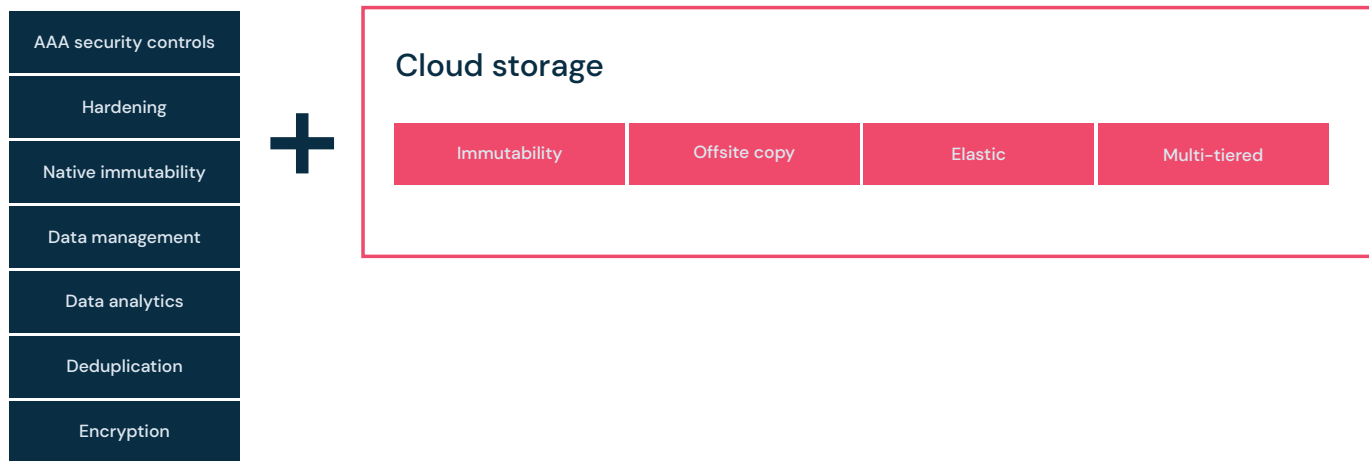 AAA security controls
Hardening
Native immutability
Data management
Data analytics
Deduplication
Encryption
+
Cloud storage
Immutability
Offsite copy
Elastic
Multi-tiered